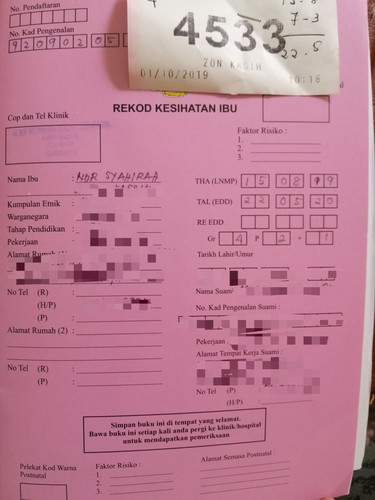 No. Pendaftaran
No. Kad Pengenalan
920902 05
4533
7-3
22.5
ZON KASIH
01/10/2019 10:18
REKOD KESIHATAN IBU
Cop dan Tel Klinik
Faktor Risiko :
1.
2.
3.
Nama Ibu : NOR SYAHIRAA
Kumpulan Etnik
Warganegara
Tahap Pendidikan :
Pekerjaan
Alamat Rumah
No Tel (R) :
(H/P)
(P) :
Alamat Rumah (2) :
No Tel (R) :
(P)
THA (LNMP) 15 08 19
TAL (EDD) 22 05 20
RE EDD
Gr 4 P 2 + 1
Tarikh Lahir/Umur
Nama Suami
No. Kad Pengenalan Suami :
Pekerjaan
Alamat Tempat Kerja Suami :
No Tel (P)
(H/P)
Simpan buku ini di tempat yang selamat.
Bawa buku ini setiap kali anda pergi ke klinik/hospital
untuk mendapatkan pemeriksaan
Pelekat Kod Warna
Postnatal
Faktor Risiko :
1.
2.
3.
Alamat Semasa Postnatal :